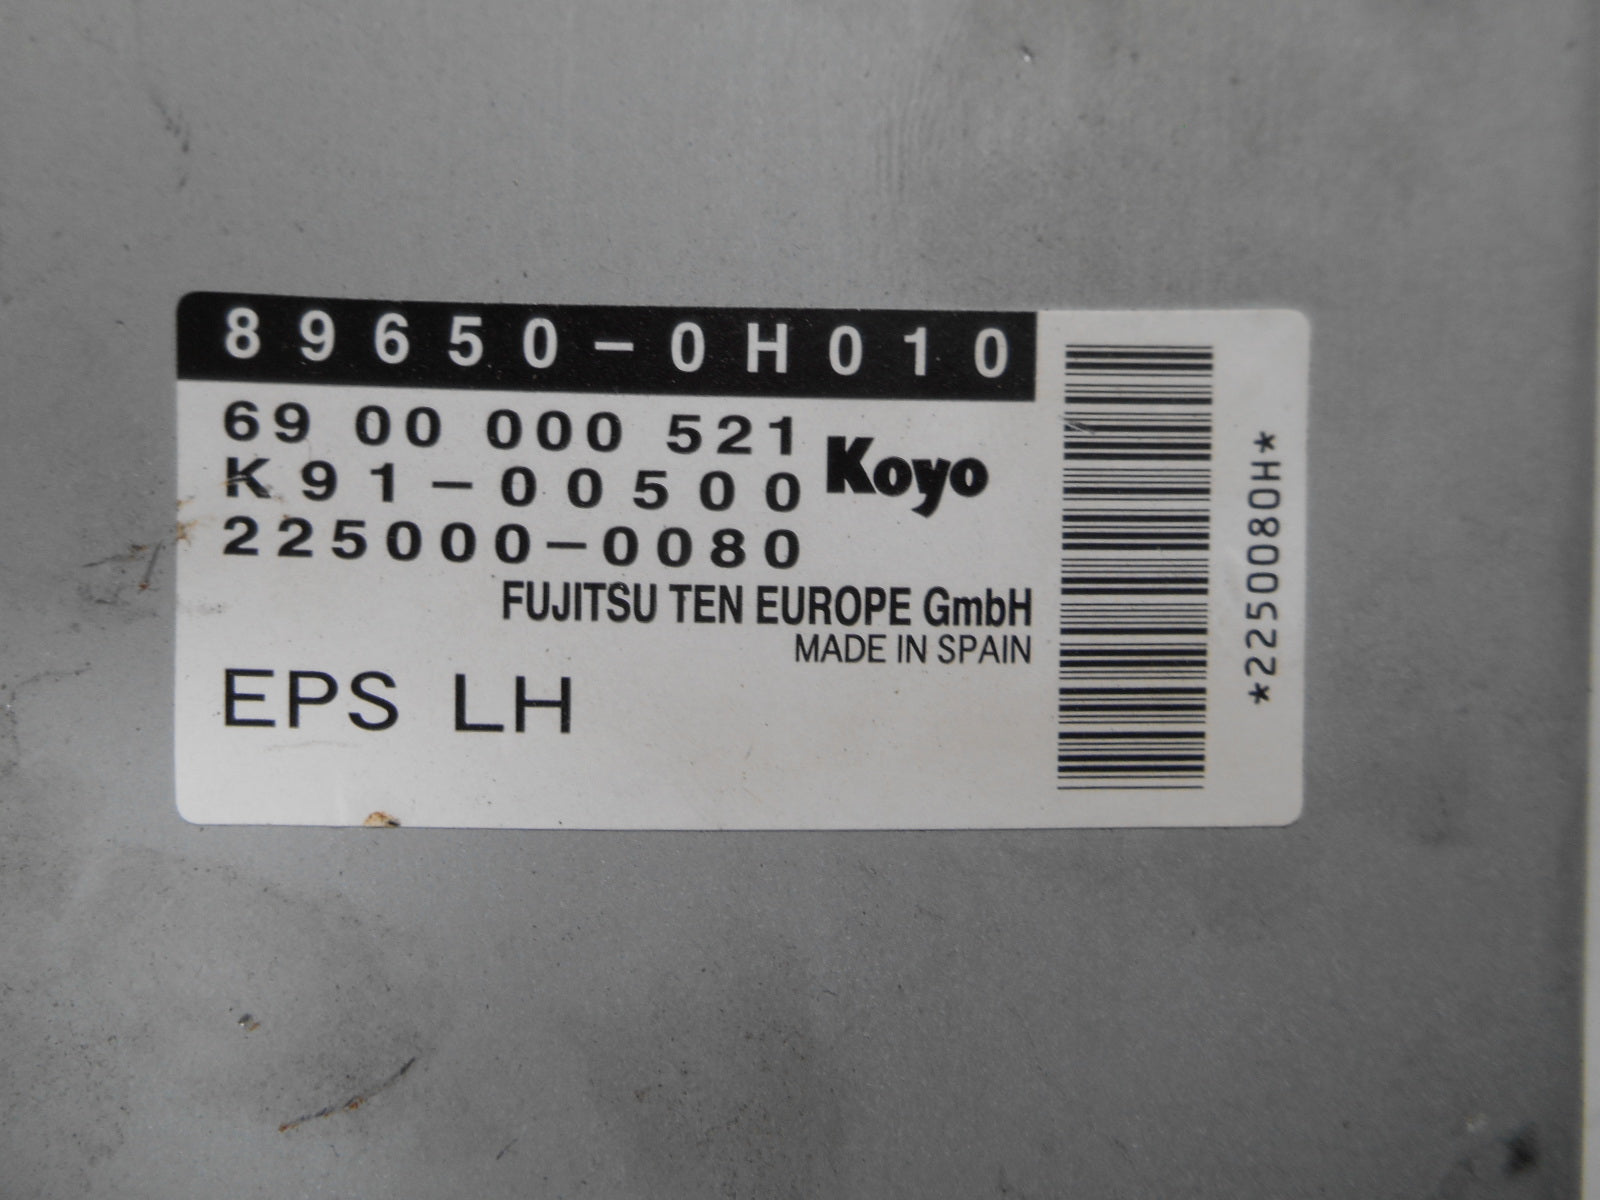 89650-0H010
69 00 000 521
K91-00500
Koyo
225000-0080
FUJITSU TEN EUROPE GmbH
MADE IN SPAIN
EPS LH
*2250080H*